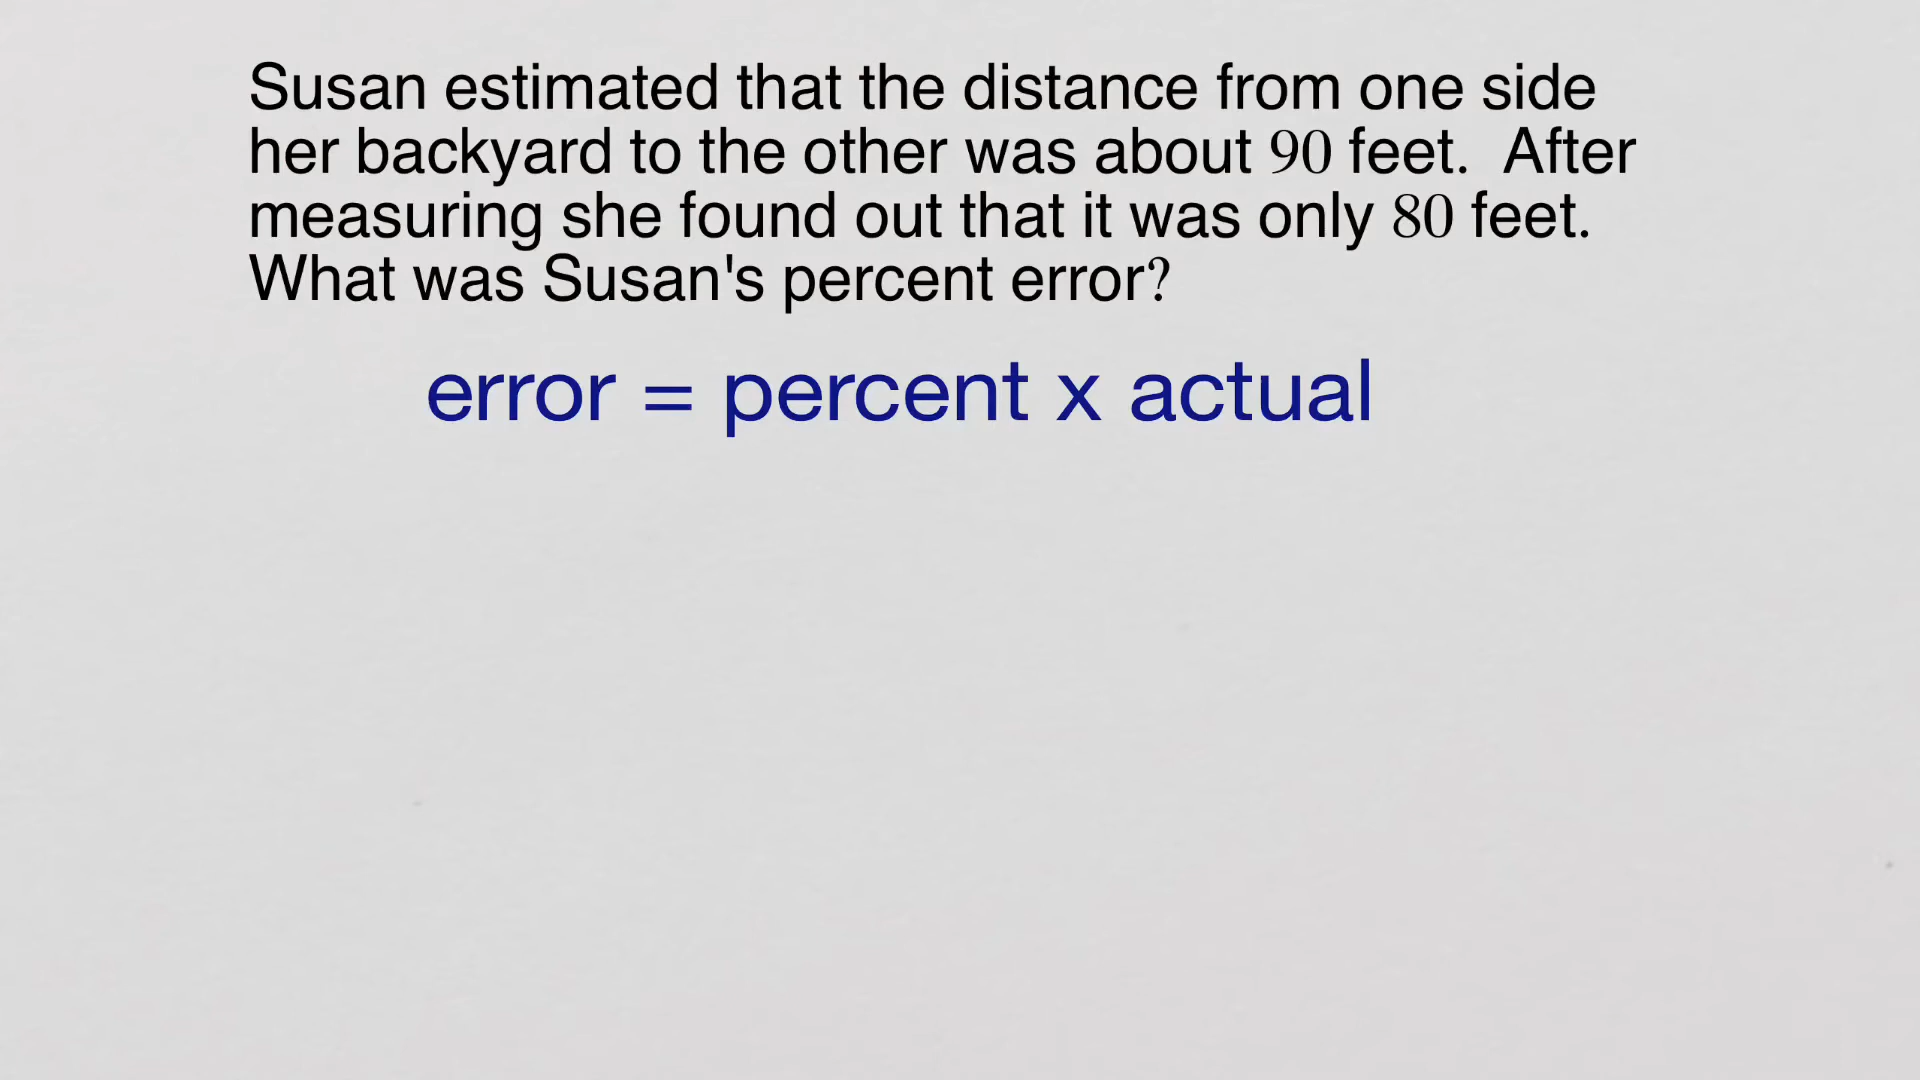 Susan estimated that the distance from one side
her backyard to the other was about 90 feet.  After
measuring she found out that it was only 80 feet.
What was Susan's percent error?
error = percent x actual